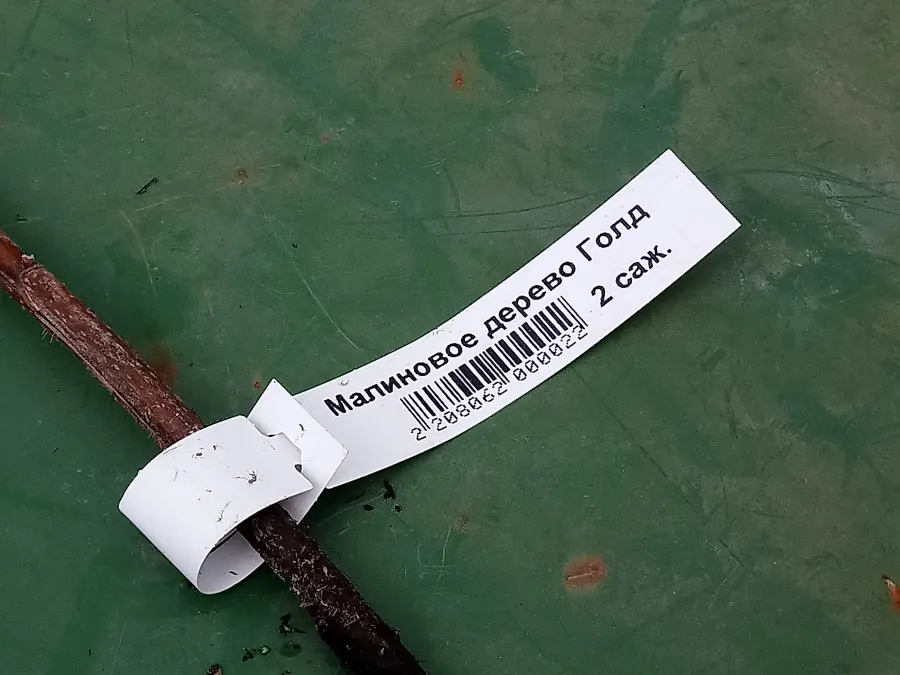 Малиновое дерево Голд
2 саж.
2 208062 000022